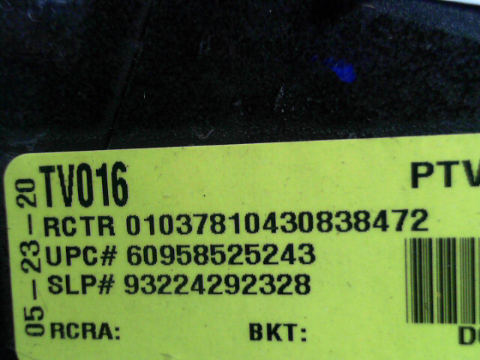 05-23-20
TV016
PTV
RCTR 01037810430838472
UPC# 60958525243
SLP# 93224292328
RCRA: BKT: